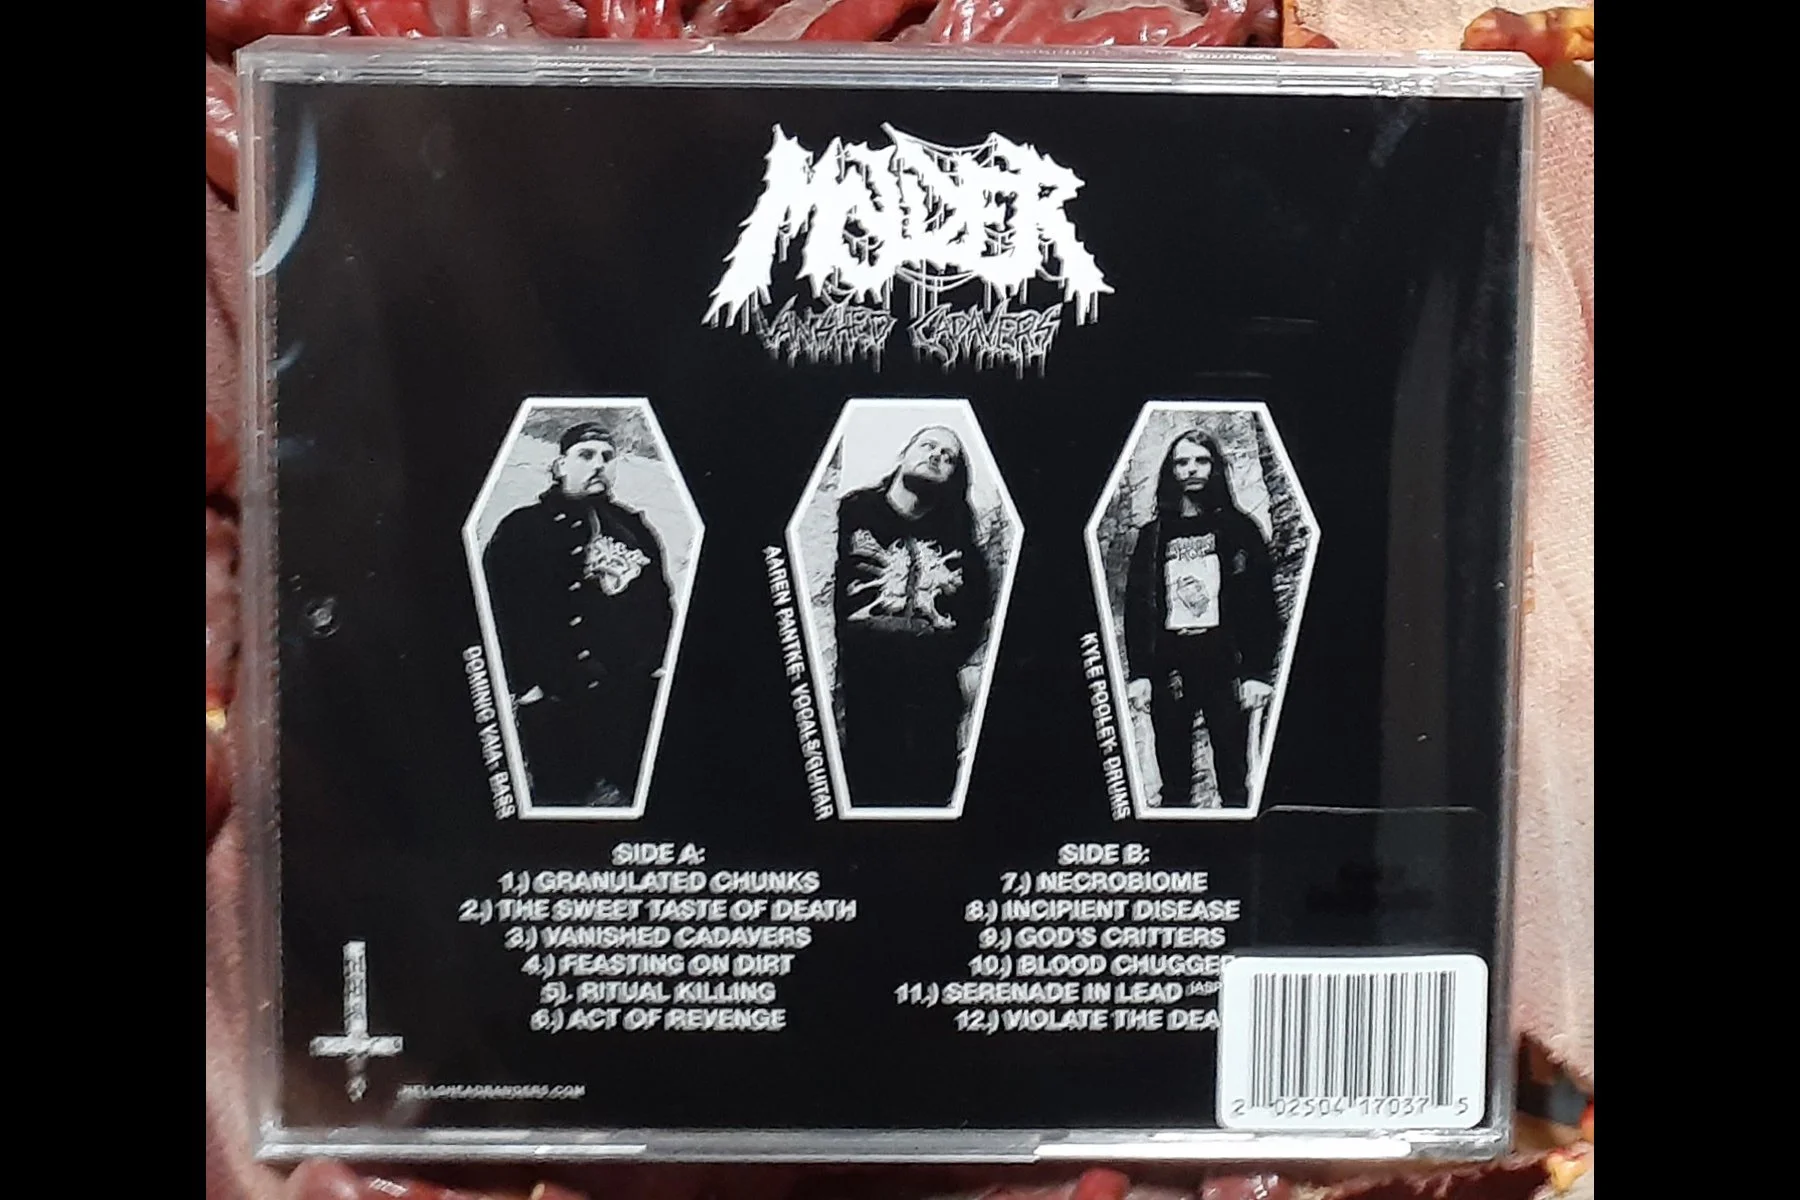 MOLDER
VANISHED CADAVERS
DOMINIC VAIA- BASS
AAREN PANTKE- VOCALS/GUITAR
KYLE POOLEY- DRUMS
SIDE A:
1.) GRANULATED CHUNKS
2.) THE SWEET TASTE OF DEATH
3.) VANISHED CADAVERS
4.) FEASTING ON DIRT
5). RITUAL KILLING
6.) ACT OF REVENGE
SIDE B:
7.) NECROBIOME
8.) INCIPIENT DISEASE
9.) GOD'S CRITTERS
10.) BLOOD CHUGGER
11.) SERENADE IN LEAD
12.) VIOLATE THE DEA
HELLSHEADBANGERS.COM
2 02504 17037 5